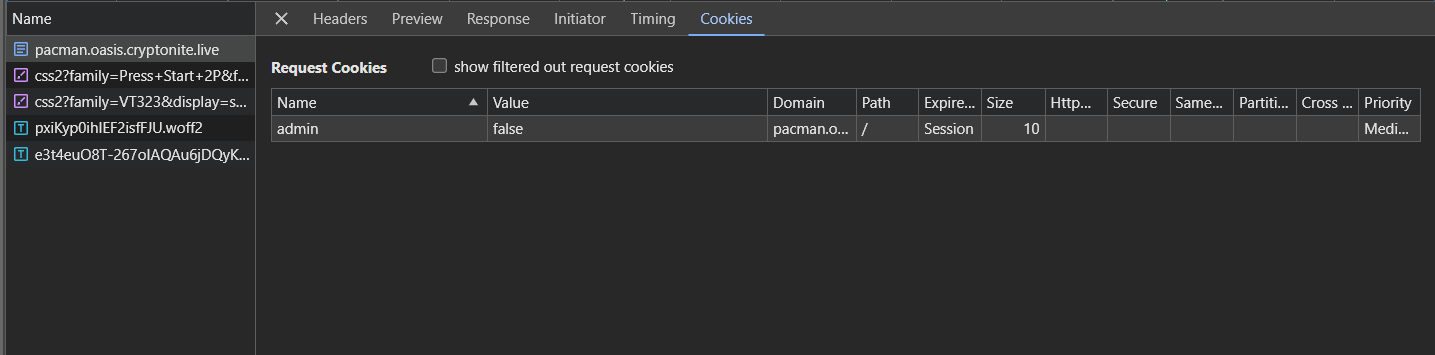 Name
Headers Preview Response Initiator Timing Cookies
pacman.oasis.cryptonite.live
css2?family=Press+Start+2P&f...
css2?family=VT323&display=s...
pxiKyp0ihIEF2isfFJU.woff2
e3t4euO8T-267oIAQAu6jDQyK...
Request Cookies show filtered out request cookies
Name Value Domain Path Expire... Size Http... Secure Same... Partiti... Cross ... Priority
admin false pacman.o... / Session 10 Medi...